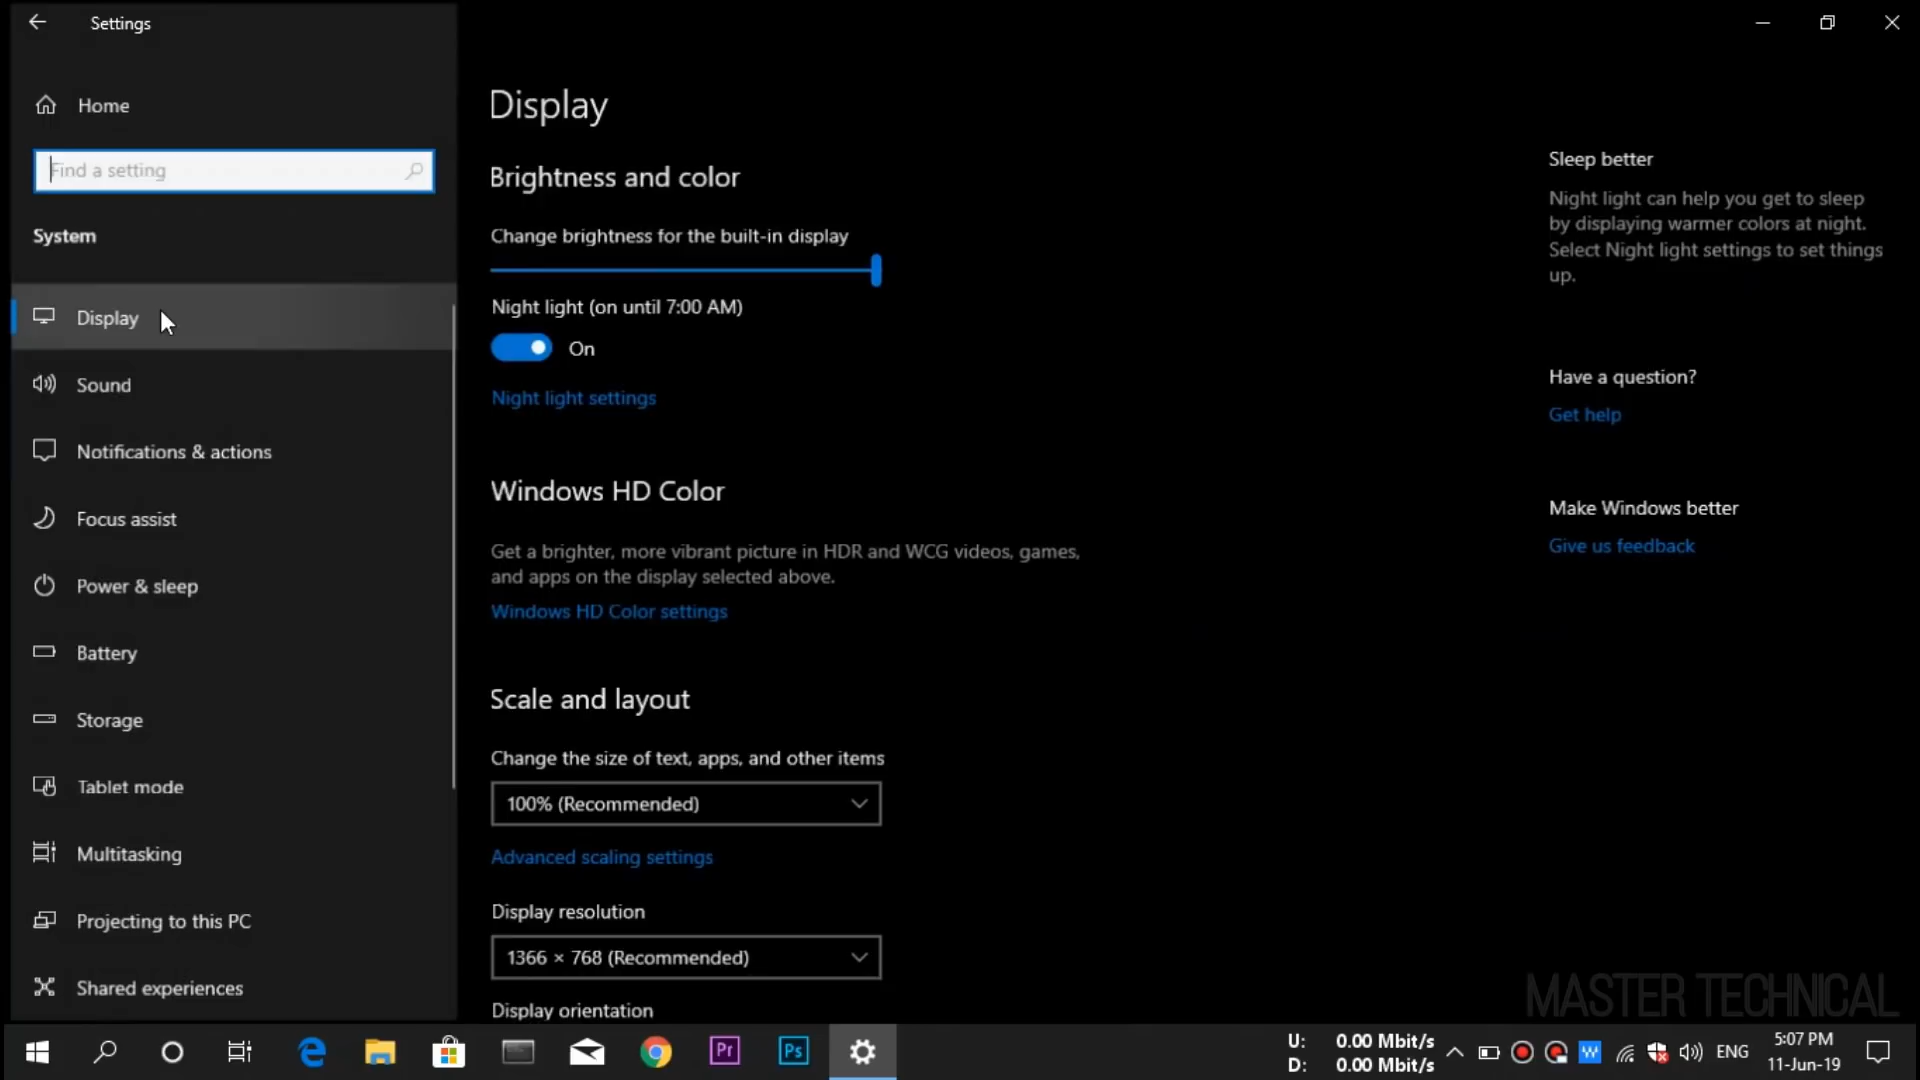 Settings
Home
Find a setting
System
Display
Sound
Notifications & actions
Focus assist
Power & sleep
Battery
Storage
Tablet mode
Multitasking
Projecting to this PC
Shared experiences
Display
Brightness and color
Change brightness for the built-in display
Night light (on until 7:00 AM)
On
Night light settings
Windows HD Color
Get a brighter, more vibrant picture in HDR and WCG videos, games,
and apps on the display selected above.
Windows HD Color settings
Scale and layout
Change the size of text, apps, and other items
100% (Recommended)
Advanced scaling settings
Display resolution
1366 × 768 (Recommended)
Display orientation
Sleep better
Night light can help you get to sleep
by displaying warmer colors at night.
Select Night light settings to set things
up.
Have a question?
Get help
Make Windows better
Give us feedback
MASTER TECHNICAL
Pr
Ps
U: 0.00 Mbit/s
D: 0.00 Mbit/s
W
ENG
5:07 PM
11-Jun-19